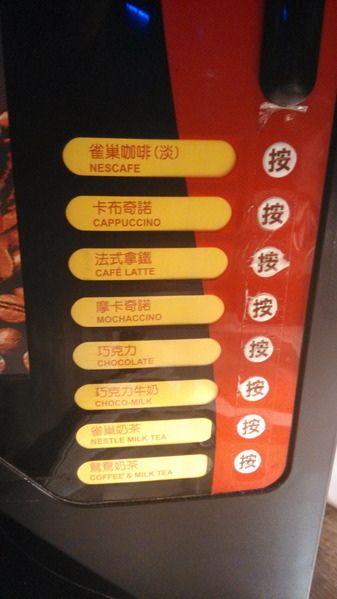 雀巢咖啡(淡) 按
NESCAFE
卡布奇諾 按
CAPPUCCINO
法式拿鐵 按
CAFÉ LATTE
摩卡奇諾 按
MOCHACCINO
巧克力 按
CHOCOLATE
巧克力牛奶 按
CHOCO-MILK
雀巢奶茶 按
NESTLE MILK TEA
鴛鴦奶茶 按
COFFEE & MILK TEA